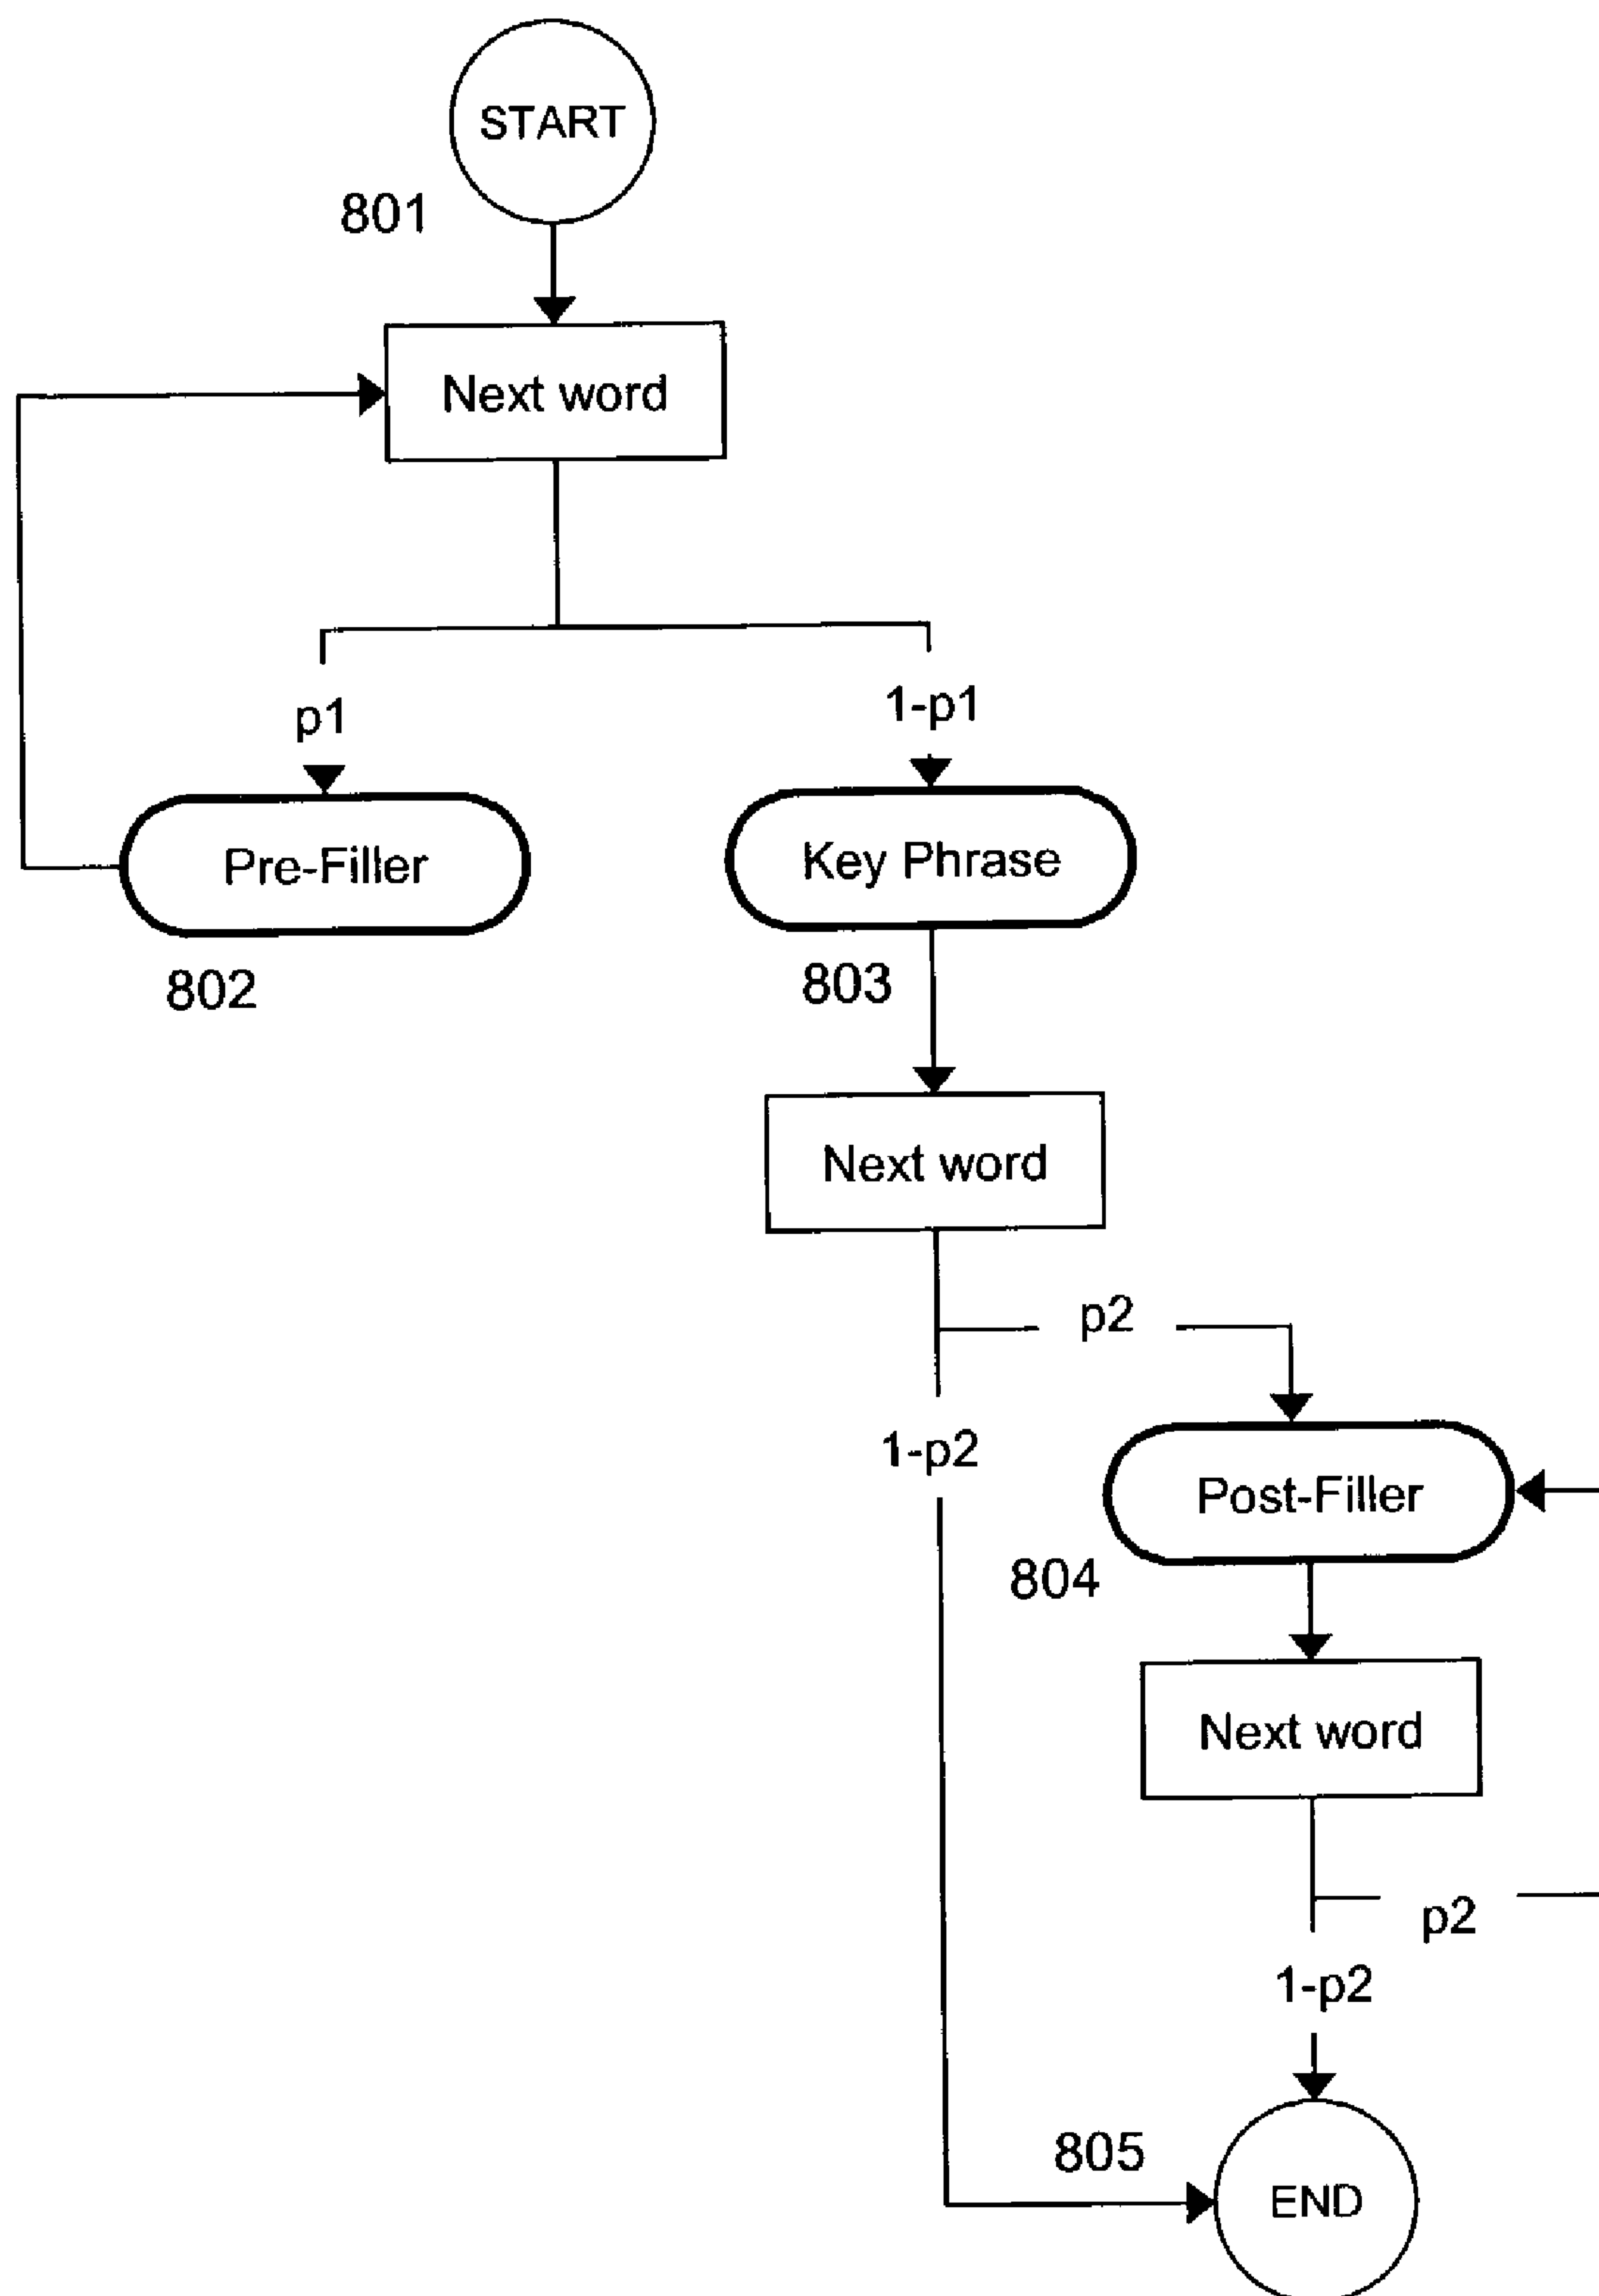 START
801
Next word
p1
1-p1
Pre-Filler
Key Phrase
802
803
Next word
p2
1-p2
Post-Filler
804
Next word
p2
1-p2
805
END